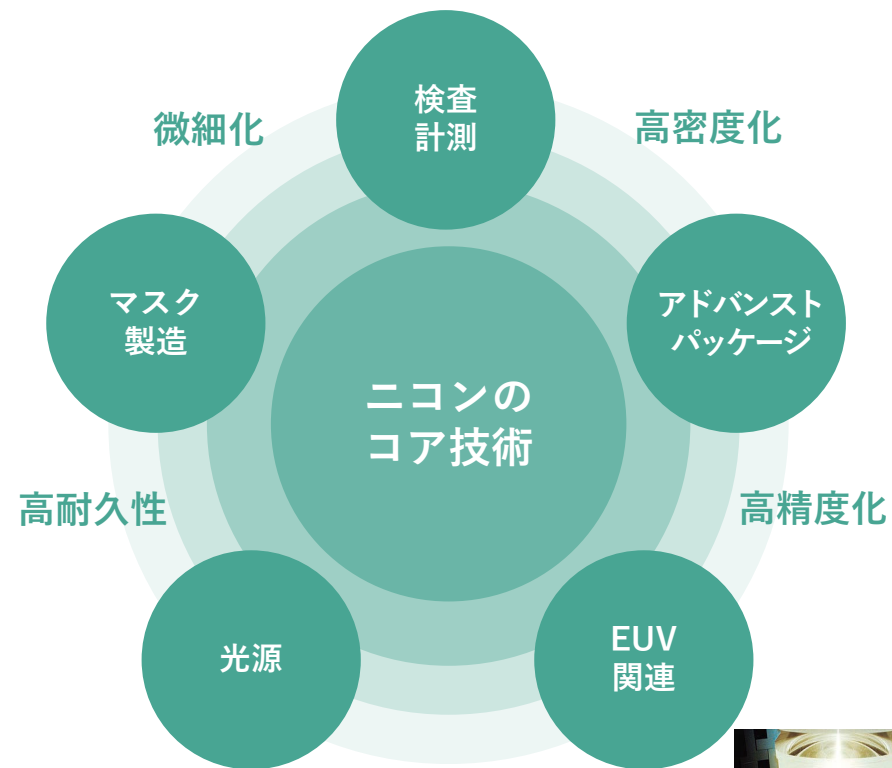 検査
計測
微細化
高密度化
マスク
製造
アドバンスト
パッケージ
ニコンの
コア技術
高耐久性
高精度化
光源
EUV
関連